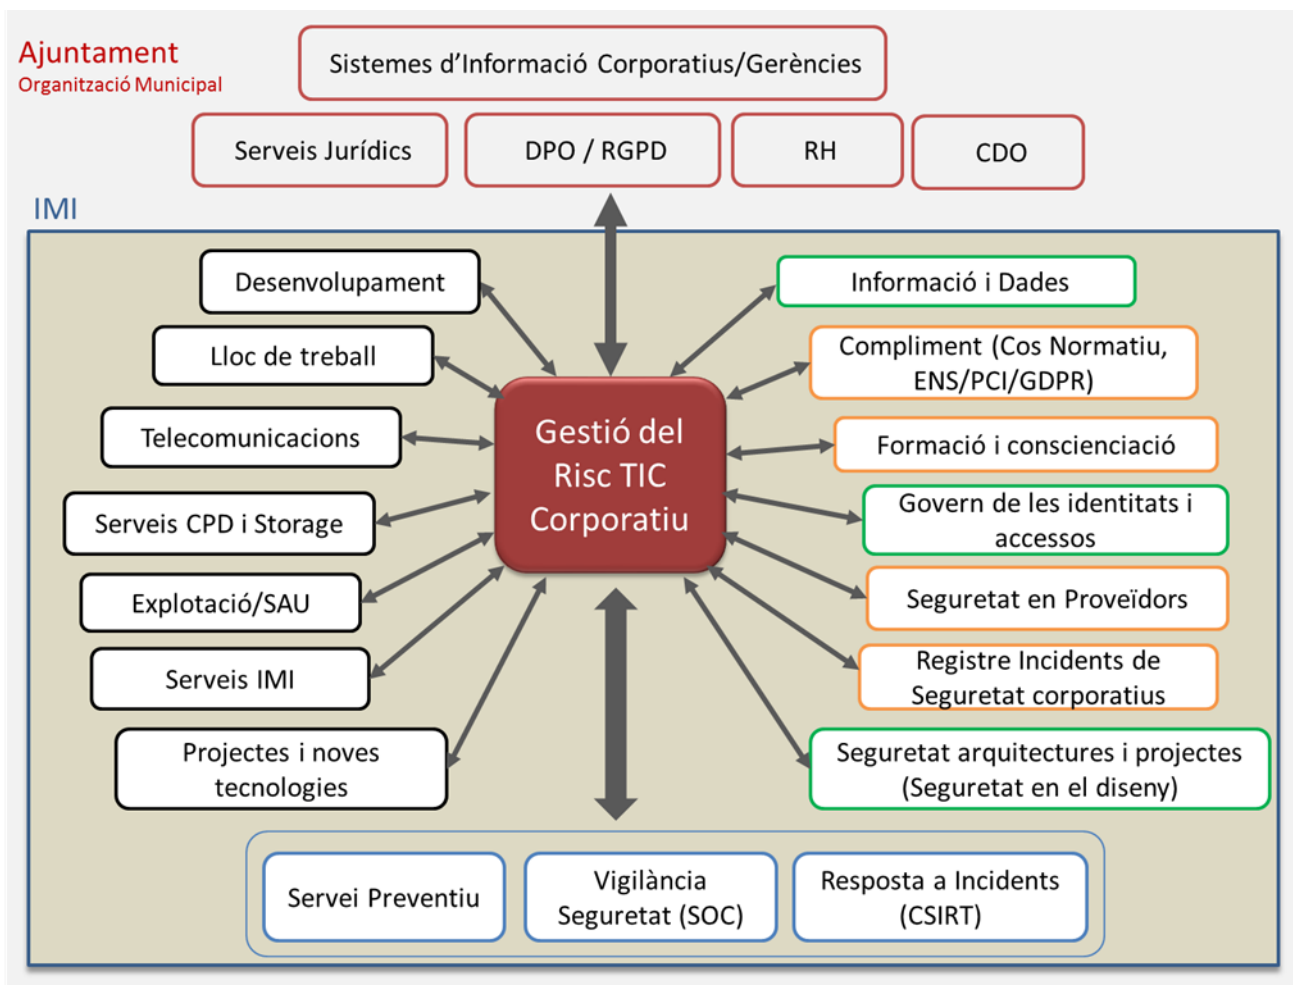 Ajuntament
Organització Municipal
Sistemes d’Informació Corporatius/Gerències
Serveis Jurídics
DPO / RGPD
RH
CDO
IMI
Desenvolupament
Lloc de treball
Telecomunicacions
Serveis CPD i Storage
Explotació/SAU
Serveis IMI
Projectes i noves
tecnologies
Gestió del
Risc TIC
Corporatiu
Informació i Dades
Compliment (Cos Normatiu,
ENS/PCI/GDPR)
Formació i conscienciació
Govern de les identitats i
accessos
Seguretat en Proveïdors
Registre Incidents de
Seguretat corporatius
Seguretat arquitectures i projectes
(Seguretat en el diseny)
Servei Preventiu
Vigilància
Seguretat (SOC)
Resposta a Incidents
(CSIRT)